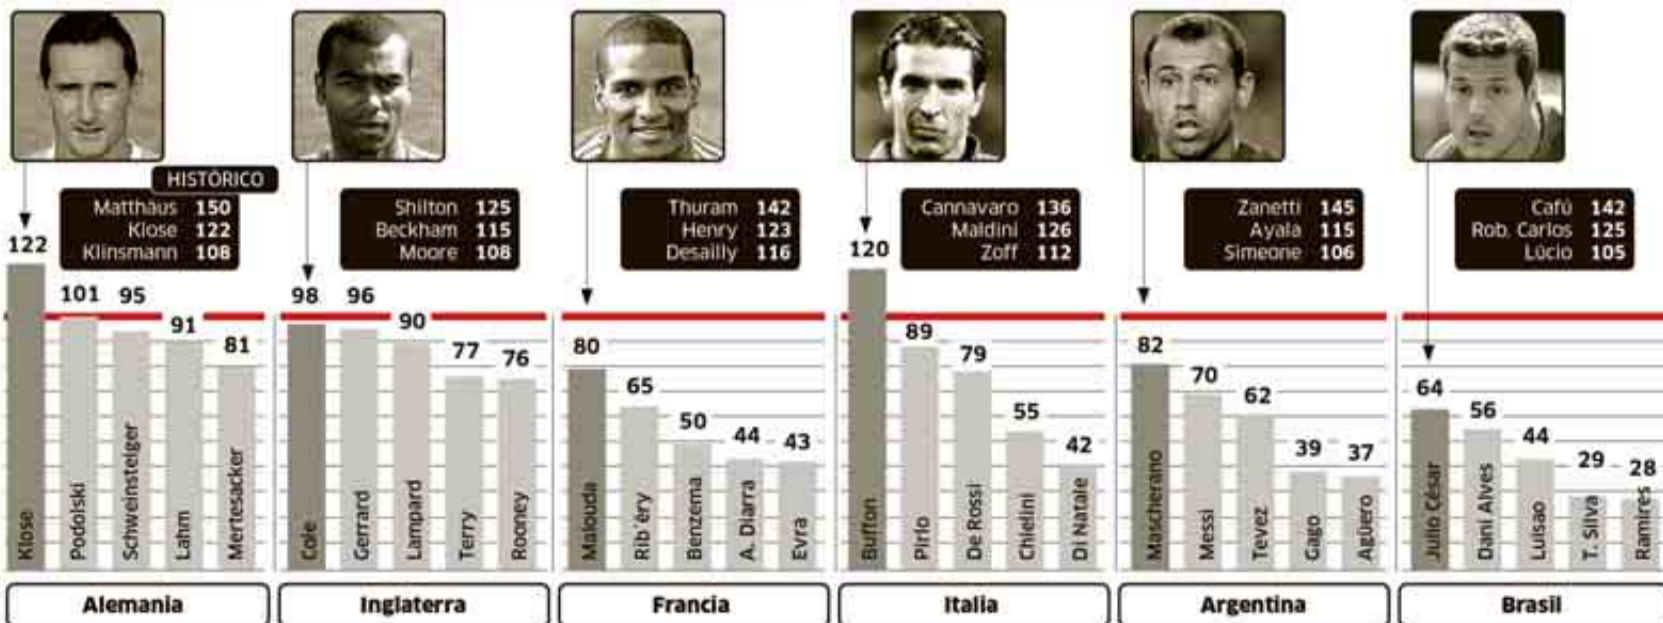 HISTÓRICO
Matthäus 150
Klose 122
Klinsmann 108
122
101
95
91
81
Klose
Podolski
Schweinsteiger
Lahm
Mertesacker
Alemania
Shilton 125
Beckham 115
Moore 108
98
96
90
77
76
Cole
Gerrard
Lampard
Terry
Rooney
Inglaterra
Thuram 142
Henry 123
Desailly 116
80
65
50
44
43
Malouda
Rib´éry
Benzema
A. Diarra
Evra
Francia
Cannavaro 136
Maldini 126
Zoff 112
120
89
79
55
42
Buffon
Pirlo
De Rossi
Chielini
Di Natale
Italia
Zanetti 145
Ayala 115
Simeone 106
82
70
62
39
37
Mascherano
Messi
Tevez
Gago
Agüero
Argentina
Cafú 142
Rob. Carlos 125
Lúcio 105
64
56
44
29
28
Julio César
Dani Alves
Luisao
T. Silva
Ramires
Brasil